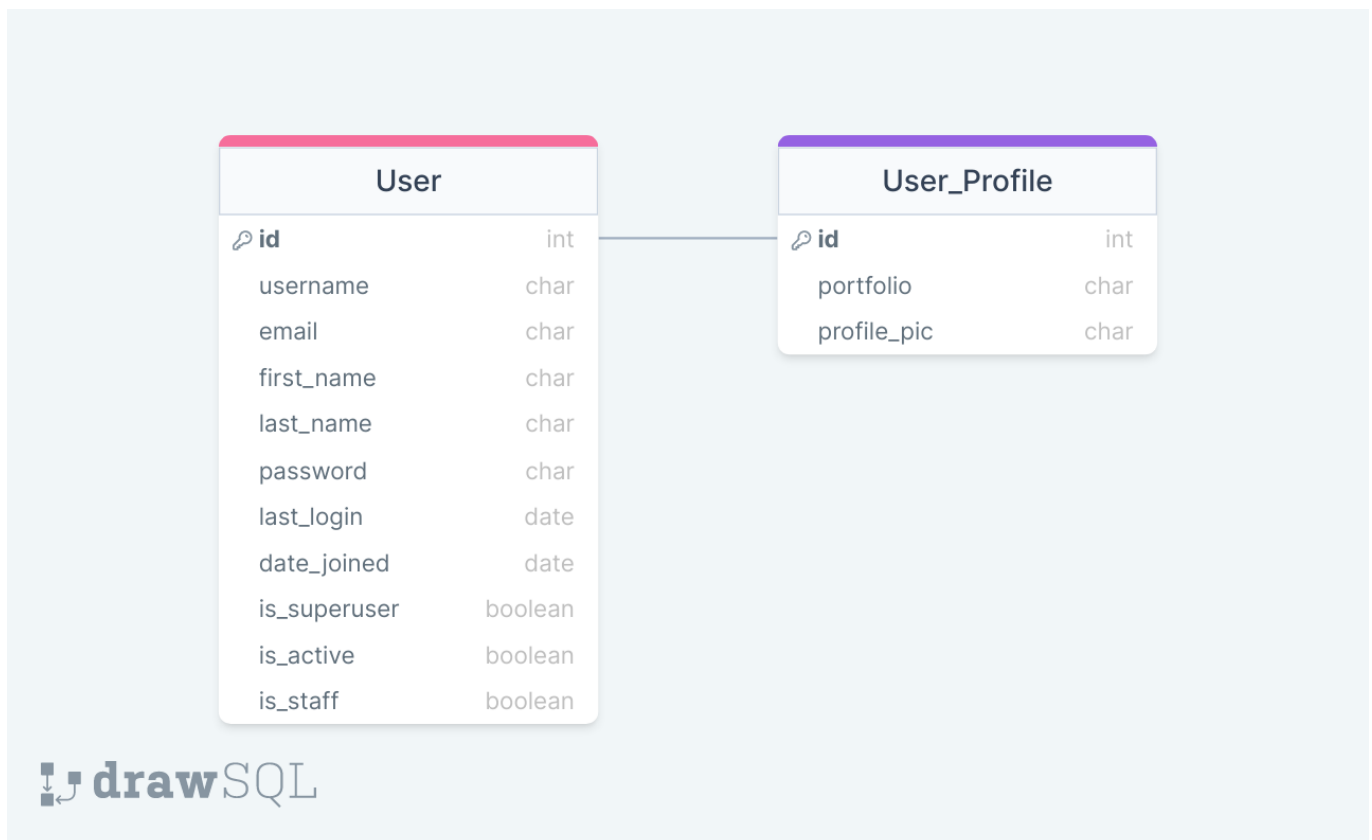 User
id int
username char
email char
first_name char
last_name char
password char
last_login date
date_joined date
is_superuser boolean
is_active boolean
is_staff boolean
User_Profile
id int
portfolio char
profile_pic char
drawSQL